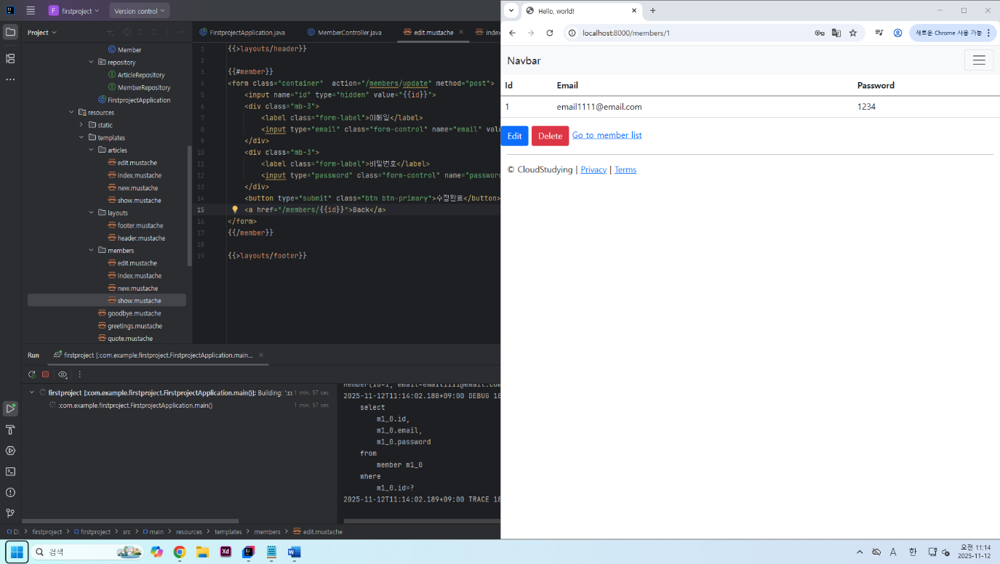 F firstproject
Version control
Project
Member
repository
ArticleRepository
MemberRepository
FirstprojectApplication
resources
static
templates
articles
edit.mustache
index.mustache
new.mustache
show.mustache
layouts
footer.mustache
header.mustache
members
edit.mustache
index.mustache
new.mustache
show.mustache
goodbye.mustache
greetings.mustache
quote.mustache
FirstprojectApplication.java
MemberController.java
edit.mustache
index
1 {{>layouts/header}}
2
3 {{#member}}
4 <form class="container"  action="/members/update" method="post">
5 <input name="id" type="hidden" value="{{id}}">
6 <div class="mb-3">
7 <label class="form-label">이메일</label>
8 <input type="email" class="form-control" name="email" valu
9 </div>
10 <div class="mb-3">
11 <label class="form-label">비밀번호</label>
12 <input type="password" class="form-control" name="password
13 </div>
14 <button type="submit" class="btn btn-primary">수정완료</button>
15 <a href="/members/{{id}}">Back</a>
16 </form>
17 {{/member}}
18
19 {{>layouts/footer}}
Run
firstproject [:com.example.firstproject.FirstprojectApplication.main...
firstproject [:com.example.firstproject.FirstprojectApplication.main()]: Building: ':cc 1 min, 57 sec
:com.example.firstproject.FirstprojectApplication.main() 1 min, 57 sec
Member(id=1, email=email1111@email.com
2025-11-12T11:14:02.188+09:00 DEBUG 18
select
m1_0.id,
m1_0.email,
m1_0.password
from
member m1_0
where
m1_0.id=?
2025-11-12T11:14:02.189+09:00 TRACE 18
D: > firstproject > firstproject > src > main > resources > templates > members > edit.mustache
Hello, world!
localhost:8000/members/1
새로운 Chrome 사용 가능
Navbar
Id Email Password
1 email1111@email.com 1234
Edit Delete Go to member list
© CloudStudying | Privacy | Terms
검색
Xd
IJ
W
A
한
오전 11:14
2025-11-12